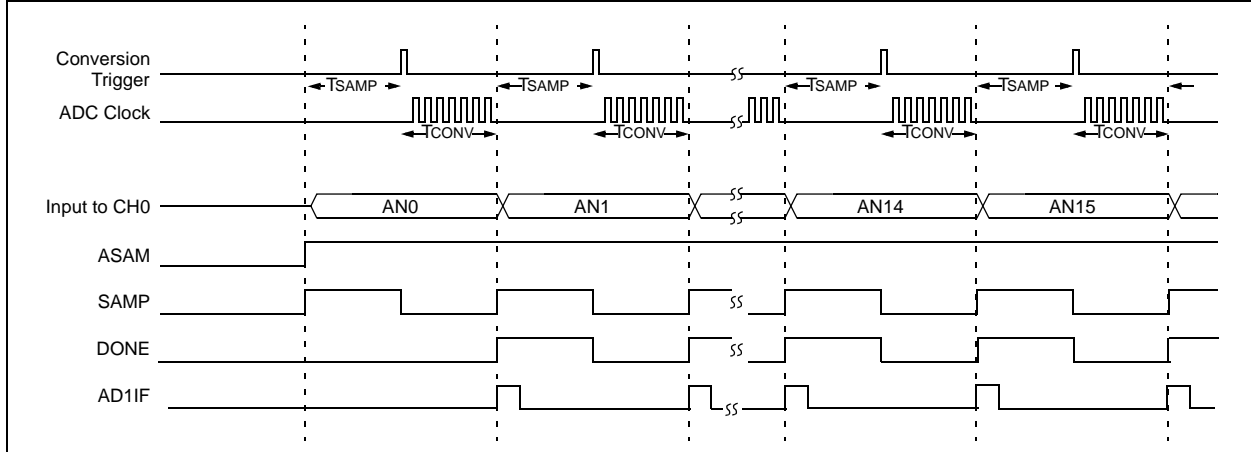 Conversion
Trigger
TSAMP TSAMP TSAMP TSAMP
ADC Clock
TCONV TCONV TCONV TCONV
Input to CH0 AN0 AN1 AN14 AN15
ASAM
SAMP
DONE
AD1IF